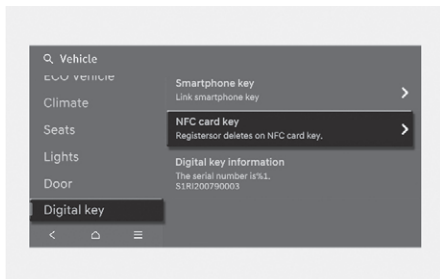 Vehicle
ECO vehicle
Climate
Seats
Lights
Door
Digital key
Smartphone key
Link smartphone key
NFC card key
Registersor deletes on NFC card key.
Digital key information
The serial number is%1.
S1RI200790003